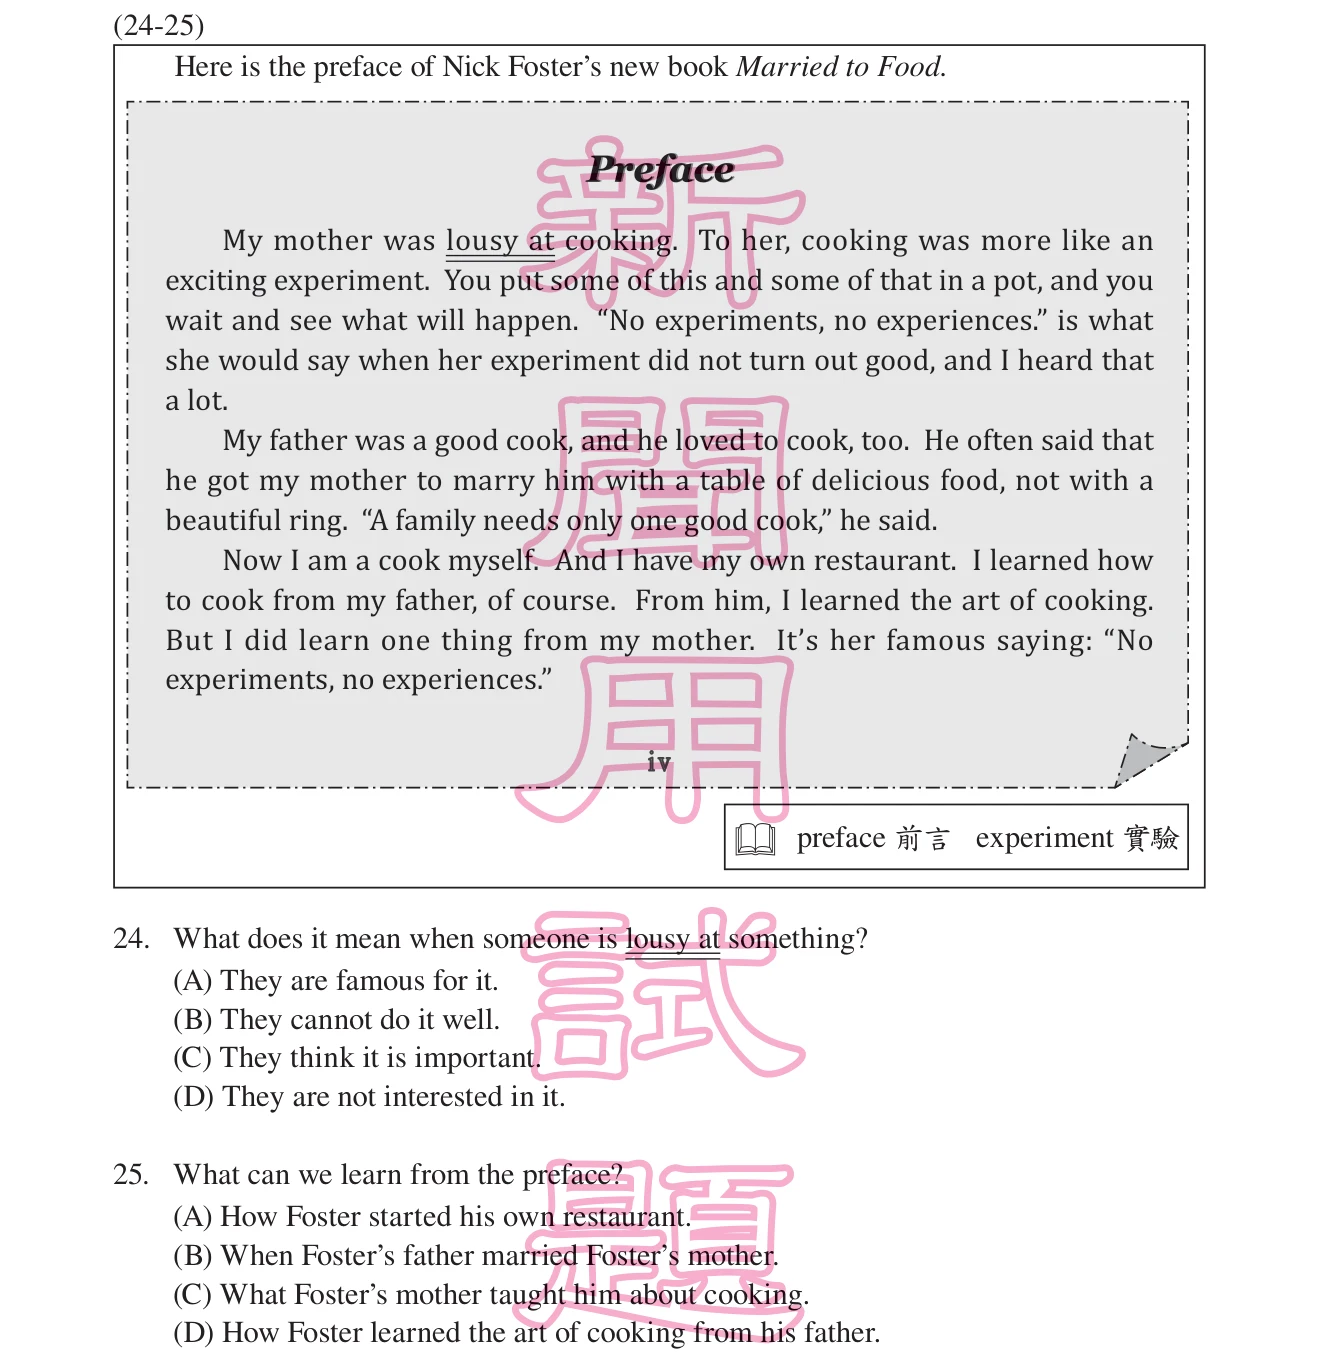 (24-25)
Here is the preface of Nick Foster's new book Married to Food.
Preface
My mother was lousy at cooking. To her, cooking was more like an
exciting experiment. You put some of this and some of that in a pot, and you
wait and see what will happen. “No experiments, no experiences.” is what
she would say when her experiment did not turn out good, and I heard that
a lot.
My father was a good cook, and he loved to cook, too. He often said that
he got my mother to marry him with a table of delicious food, not with a
beautiful ring. “A family needs only one good cook,” he said.
Now I am a cook myself. And I have my own restaurant. I learned how
to cook from my father, of course. From him, I learned the art of cooking.
But I did learn one thing from my mother. It’s her famous saying: “No
experiments, no experiences.”
iv
preface 前言 experiment 實驗
24. What does it mean when someone is lousy at something?
(A) They are famous for it.
(B) They cannot do it well.
(C) They think it is important.
(D) They are not interested in it.
25. What can we learn from the preface?
(A) How Foster started his own restaurant.
(B) When Foster’s father married Foster’s mother.
(C) What Foster’s mother taught him about cooking.
(D) How Foster learned the art of cooking from his father.
新聞用試題